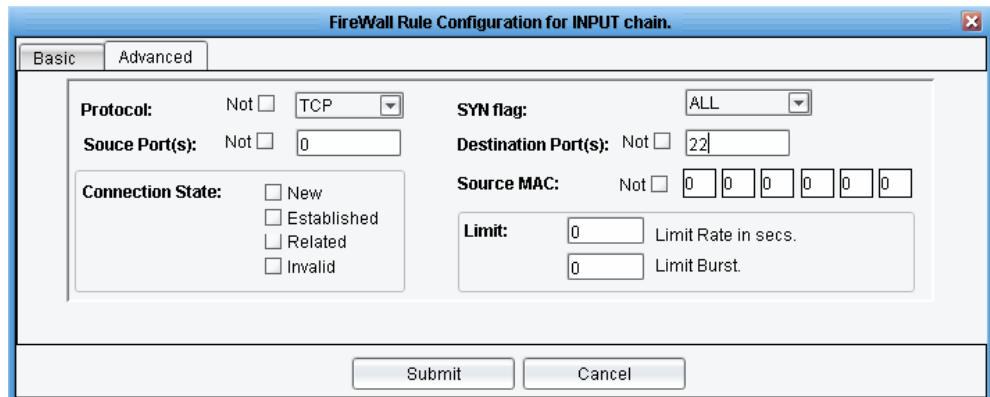 FireWall Rule Configuration for INPUT chain.
Basic Advanced
Protocol: Not TCP SYN flag: ALL
Souce Port(s): Not 0 Destination Port(s): Not 22
Connection State: New Source MAC: Not 0 0 0 0 0 0
Established
Related
Invalid
Limit: 0 Limit Rate in secs.
0 Limit Burst.
Submit Cancel